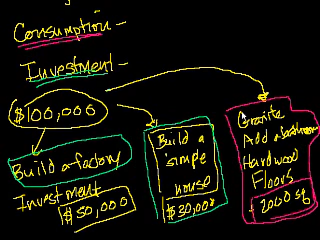 Consumption -
Investment -
$100,000
Build a factory
Investment
$50,000
Build a
simple
house
$30,000
Granite
Add a bathroom
Hardwood
Floors
2000 sq